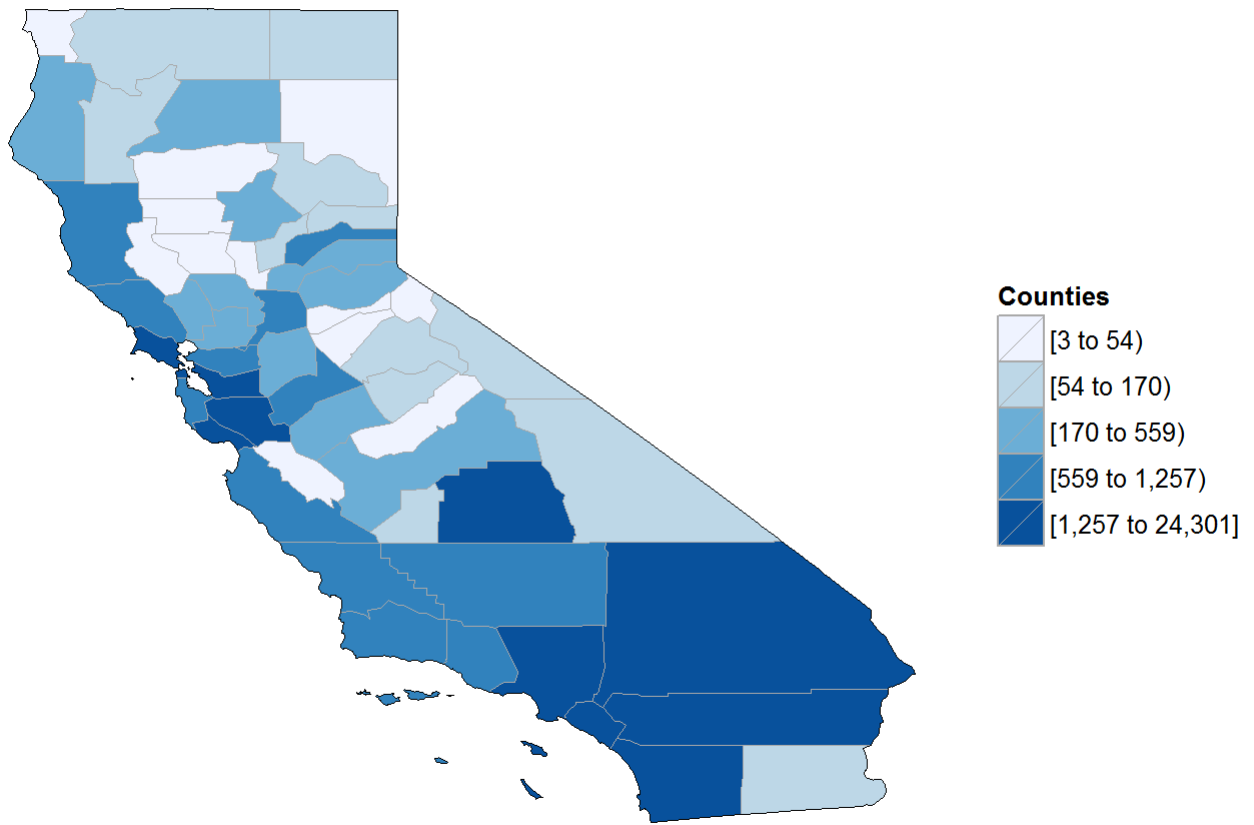 Counties
[3 to 54)
[54 to 170)
[170 to 559)
[559 to 1,257)
[1,257 to 24,301]